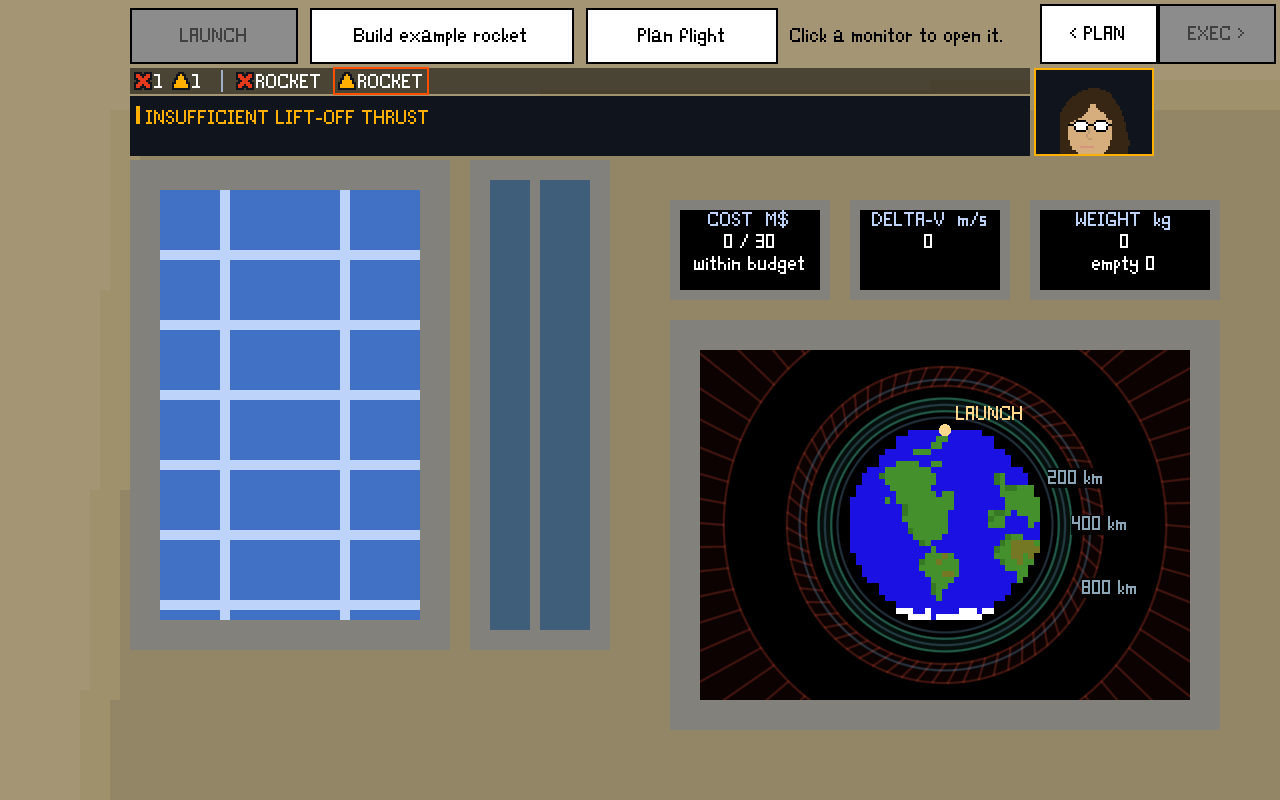 LAUNCH
Build example rocket
Plan flight
Click a monitor to open it.
< PLAN
EXEC >
1 1 | ROCKET ROCKET
INSUFFICIENT LIFT-OFF THRUST
COST M$
0 / 30
within budget
DELTA-V m/s
0
WEIGHT kg
0
empty 0
LAUNCH
200 km
400 km
800 km